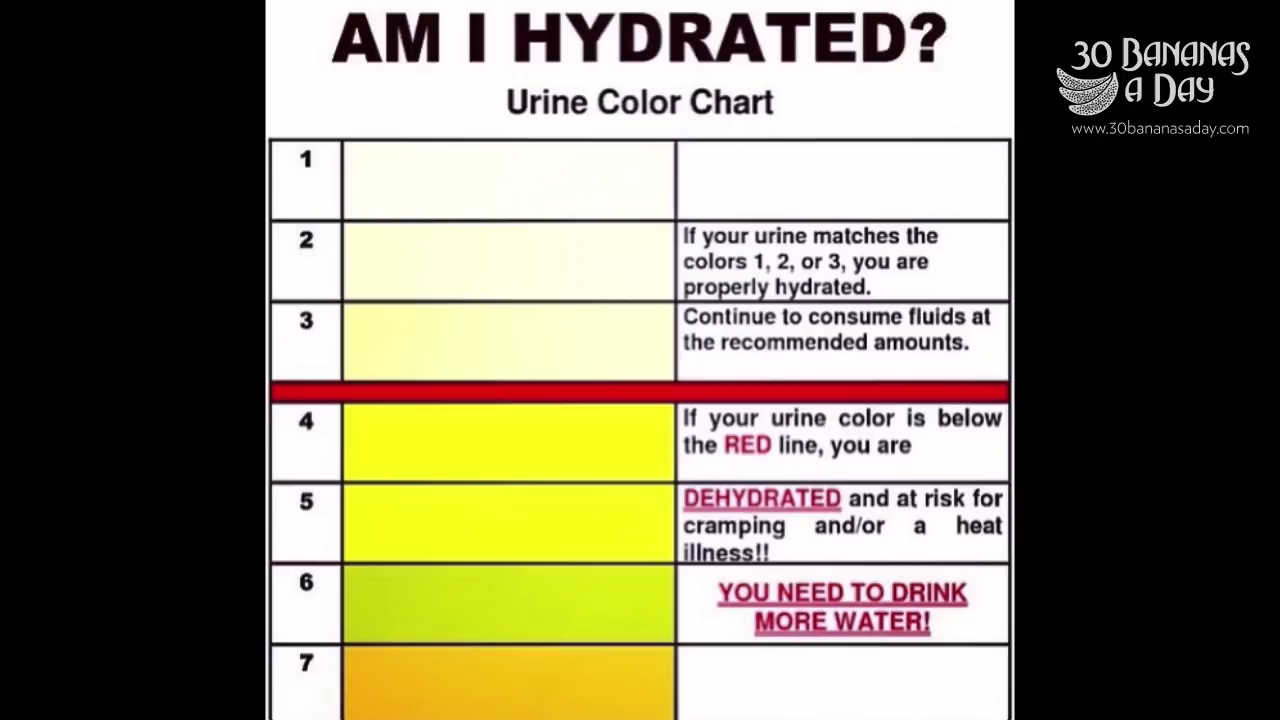 AM I HYDRATED?
Urine Color Chart
30 BANANAS
A DAY
www.30bananasaday.com
1
2
If your urine matches the
colors 1, 2, or 3, you are
properly hydrated.
3
Continue to consume fluids at
the recommended amounts.
4
If your urine color is below
the RED line, you are
5
DEHYDRATED and at risk for
cramping and/or a heat
illness!!
6
YOU NEED TO DRINK
MORE WATER!
7